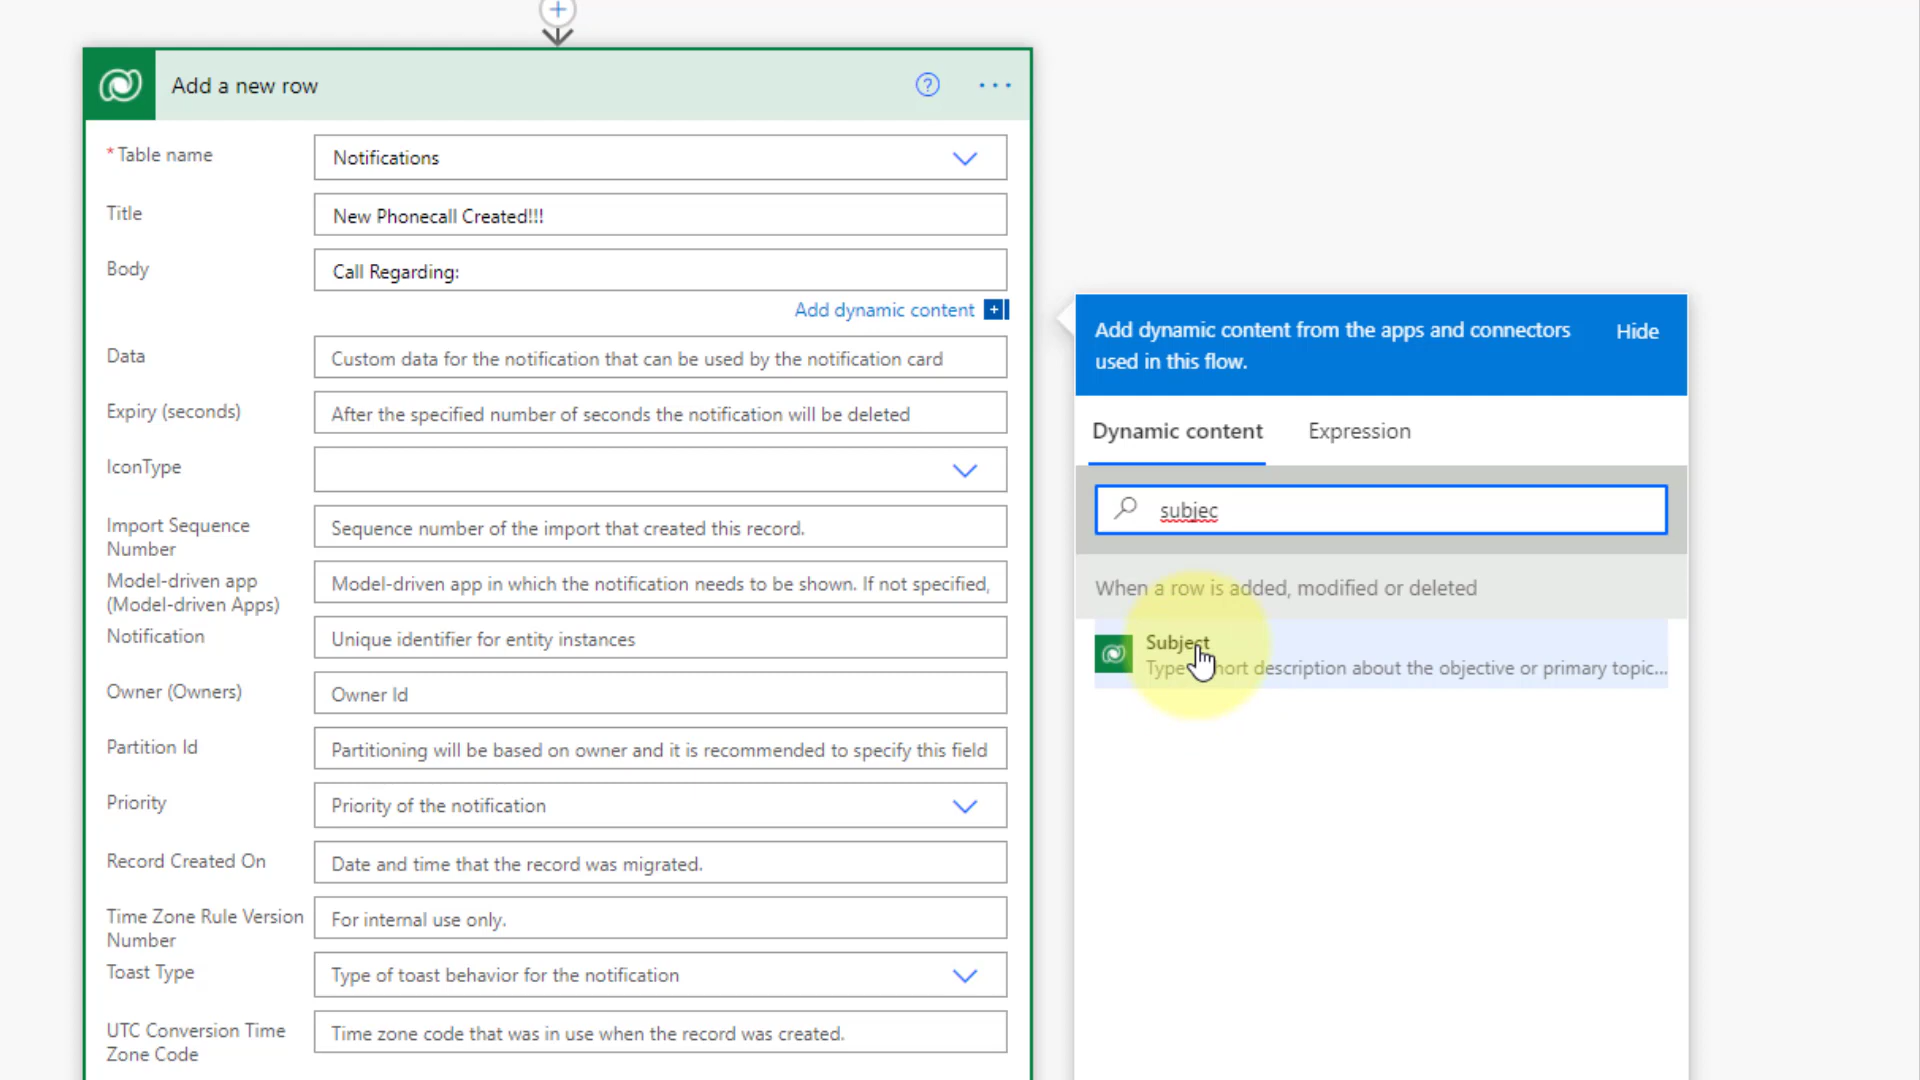 Add a new row
* Table name
Notifications
Title
New Phonecall Created!!!
Body
Call Regarding:
Add dynamic content
Data
Custom data for the notification that can be used by the notification card
Expiry (seconds)
After the specified number of seconds the notification will be deleted
IconType
Import Sequence
Number
Sequence number of the import that created this record.
Model-driven app
(Model-driven Apps)
Model-driven app in which the notification needs to be shown. If not specified,
Notification
Unique identifier for entity instances
Owner (Owners)
Owner Id
Partition Id
Partitioning will be based on owner and it is recommended to specify this field
Priority
Priority of the notification
Record Created On
Date and time that the record was migrated.
Time Zone Rule Version
Number
For internal use only.
Toast Type
Type of toast behavior for the notification
UTC Conversion Time
Zone Code
Time zone code that was in use when the record was created.
Add dynamic content from the apps and connectors
used in this flow.
Hide
Dynamic content
Expression
subjec
When a row is added, modified or deleted
Subject
Type short description about the objective or primary topic...